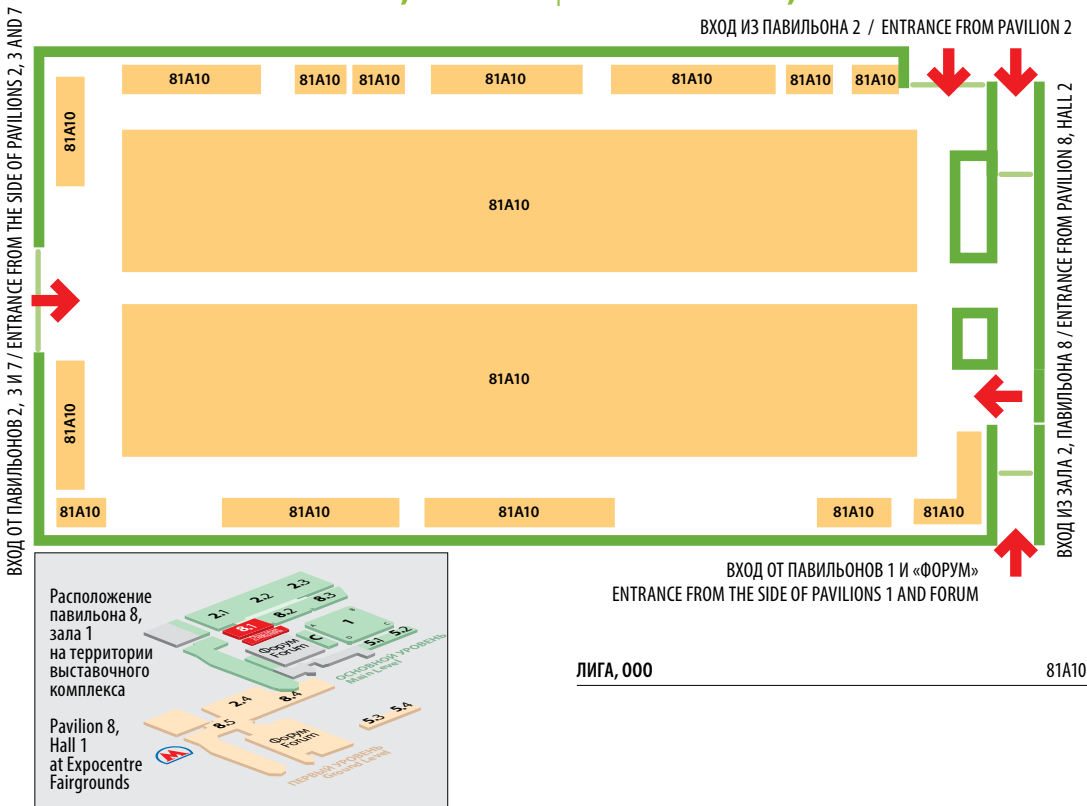 ВХОД ИЗ ПАВИЛЬОНА 2 / ENTRANCE FROM PAVILION 2
ВХОД ОТ ПАВИЛЬОНОВ 2, 3 И 7 / ENTRANCE FROM THE SIDE OF PAVILIONS 2, 3 AND 7
81A10 81A10 81A10 81A10 81A10 81A10 81A10
81A10
81A10
81A10
81A10
81A10 81A10 81A10 81A10 81A10
ВХОД ИЗ ЗАЛА 2, ПАВИЛЬОНА 8 / ENTRANCE FROM PAVILION 8, HALL 2
ВХОД ОТ ПАВИЛЬОНОВ 1 И «ФОРУМ»
ENTRANCE FROM THE SIDE OF PAVILIONS 1 AND FORUM
Расположение
павильона 8,
зала 1
на территории
выставочного
комплекса
Pavilion 8,
Hall 1
at Expocentre
Fairgrounds
2.1 2.2 2.3
8.1 8.2 8.3
Форум
Forum
C
A B
1
D C
5.1 5.2
ОСНОВНОЙ УРОВЕНЬ
Main Level
2.4 8.4
8.5
Форум
Forum
5.3 5.4
ПЕРВЫЙ УРОВЕНЬ
Ground Level
М
ЛИГА, ООО 81A10